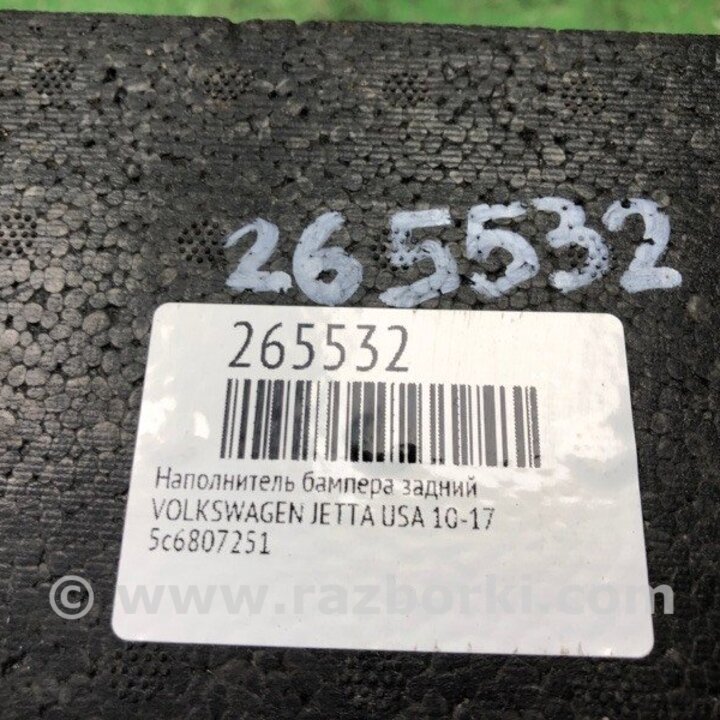 265532
265532
Наполнитель бампера задний
VOLKSWAGEN JETTA USA 10-17
5c6807251
© www.razborki.com